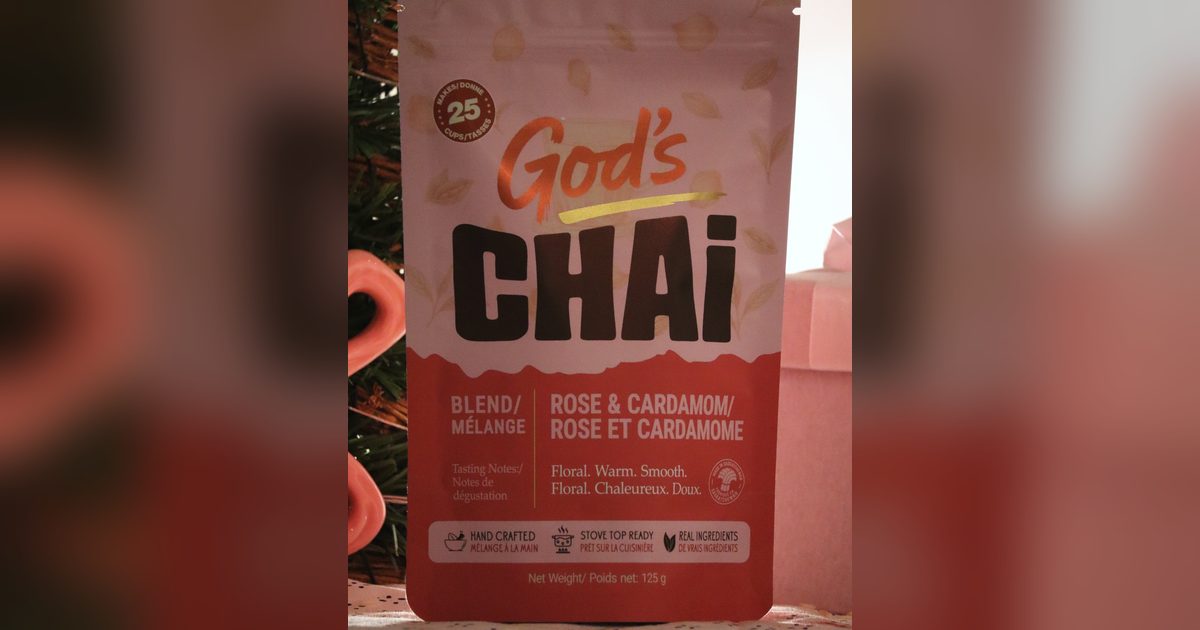 MAKES/DONNE
25
CUPS/TASSES
God's
CHAi
BLEND/
MÉLANGE
ROSE & CARDAMOM/
ROSE ET CARDAMOME
Tasting Notes:/
Notes de
dégustation
Floral. Warm. Smooth.
Floral. Chaleureux. Doux.
HAND CRAFTED
MÉLANGE À LA MAIN
STOVE TOP READY
PRÊT SUR LA CUISINIÈRE
REAL INGREDIENTS
DE VRAIS INGRÉDIENTS
Net Weight/ Poids net: 125 g